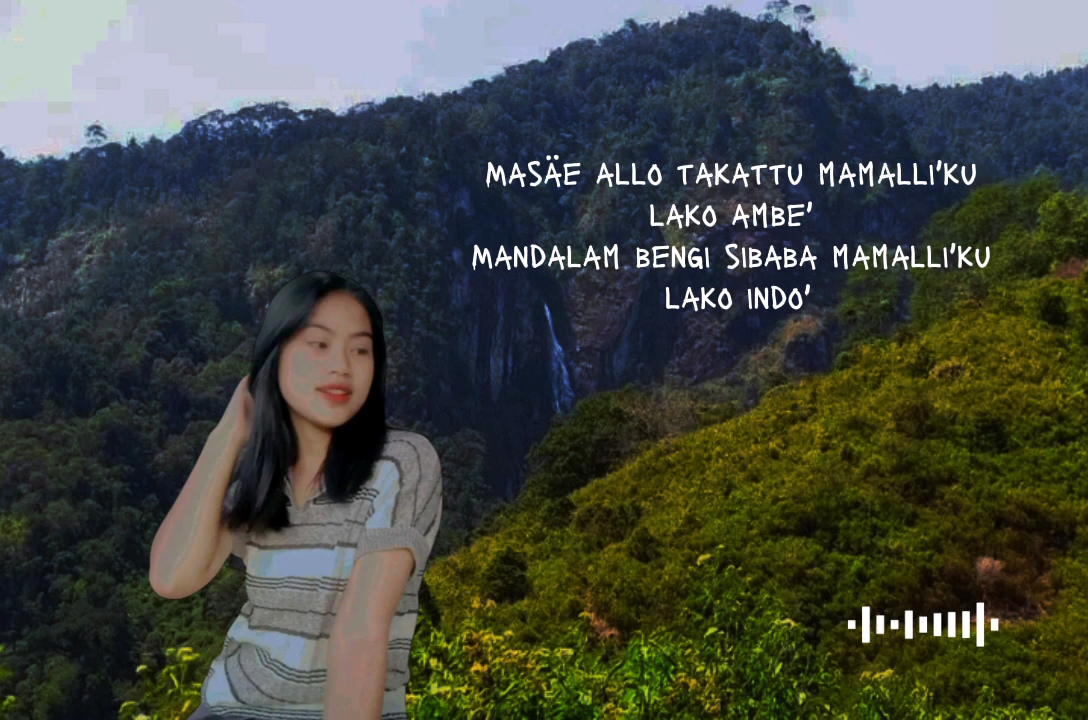 MASÄE ALLO TAKATTU MAMALLI'KU
LAKO AMBE'
MANDALAM BENGI SIBABA MAMALLI'KU
LAKO INDO'